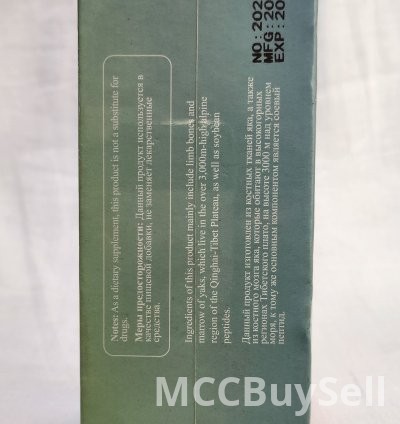 Notes: As a dietary supplement, this product is not a substitute for
drugs.
Меры предосторожности: Данный продукт используется в
качестве пищевой добавки, не заменяет лекарственные
средства.
Ingredients of this product mainly include limb bones and
marrow of yaks, which live in the over 3,000m-high alpine
region of the Qinghai-Tibet Plateau, as well as soybean
peptides.
Данный продукт изготовлен из костных тканей яка, а также
из костного мозга яка, которые обитают в высокогорных
регионах Тибетского плато, на высоте 3000 м над уровнем
моря, к тому же основным компонентом является соевый
пептид.
NO: 202
MFG: 20
EXP: 20
MCCBuySell